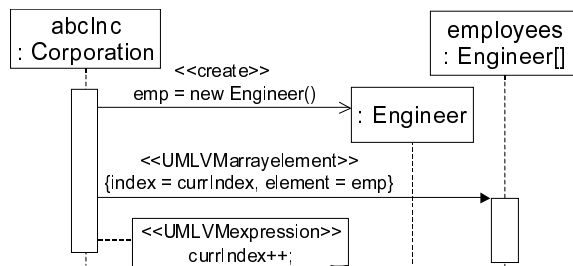 abcInc
: Corporation
employees
: Engineer[]
<<create>>
emp = new Engineer()
: Engineer
<<UMLVMarrayelement>>
{index = currIndex, element = emp}
<<UMLVMexpression>>
currIndex++;